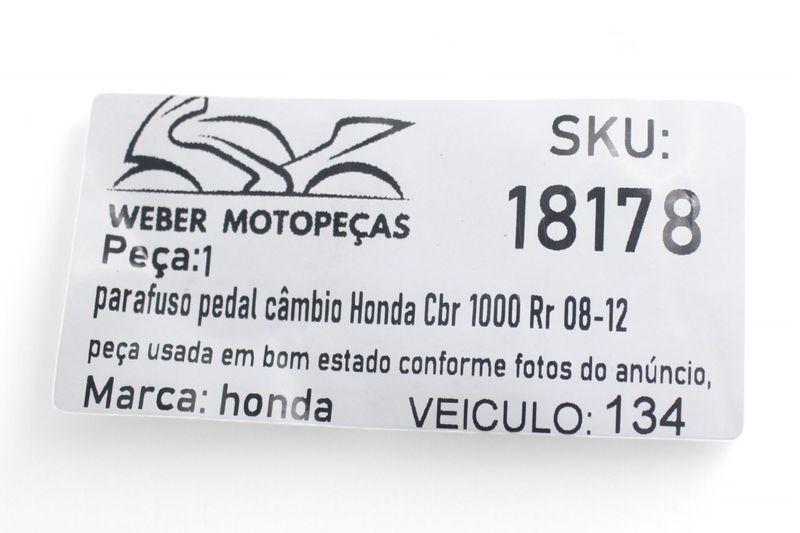 SKU:
18178
WEBER MOTOPEÇAS
Peça:1
parafuso pedal câmbio Honda Cbr 1000 Rr 08-12
peça usada em bom estado conforme fotos do anúncio,
Marca: honda VEICULO: 134